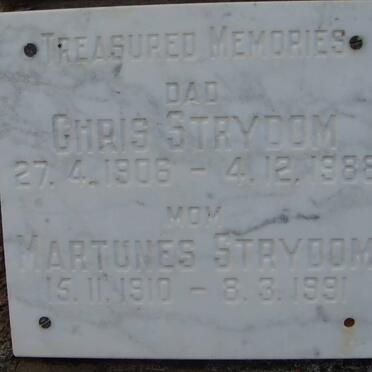 TREASURED MEMORIES
DAD
CHRIS STRYDOM
27.4.1906 - 4.12.1988
MOM
MARTUNES STRYDOM
15.11.1910 - 8.3.1991